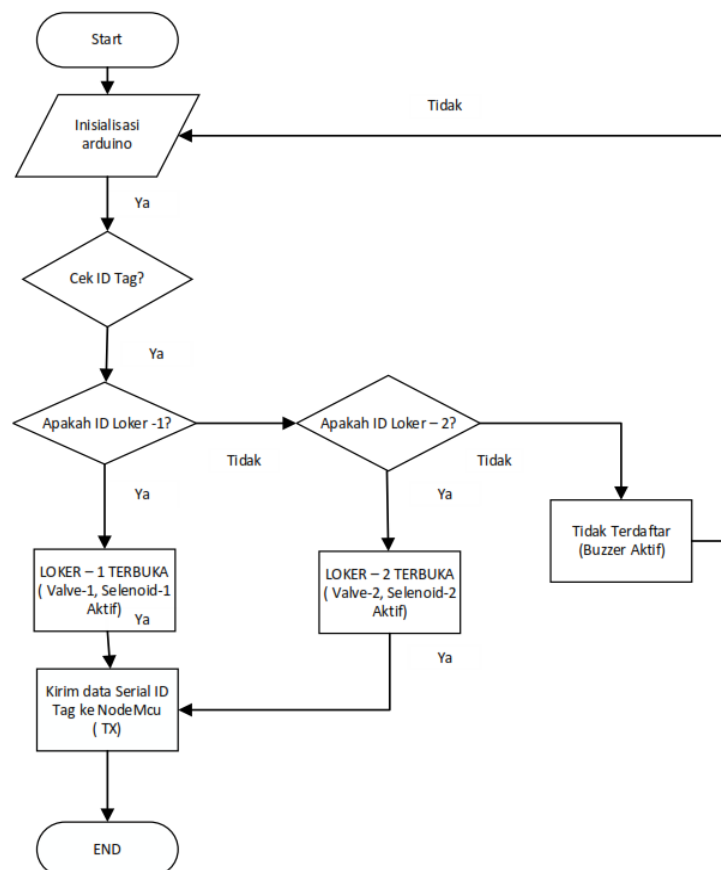 Start
Inisialisasi
arduino
Tidak
Ya
Cek ID Tag?
Ya
Apakah ID Loker -1?
Tidak
Apakah ID Loker – 2?
Tidak
Ya
Ya
Tidak Terdaftar
(Buzzer Aktif)
LOKER – 1 TERBUKA
( Valve-1, Selenoid-1
Aktif)
Ya
LOKER – 2 TERBUKA
( Valve-2, Selenoid-2
Aktif)
Ya
Kirim data Serial ID
Tag ke NodeMcu
( TX)
END